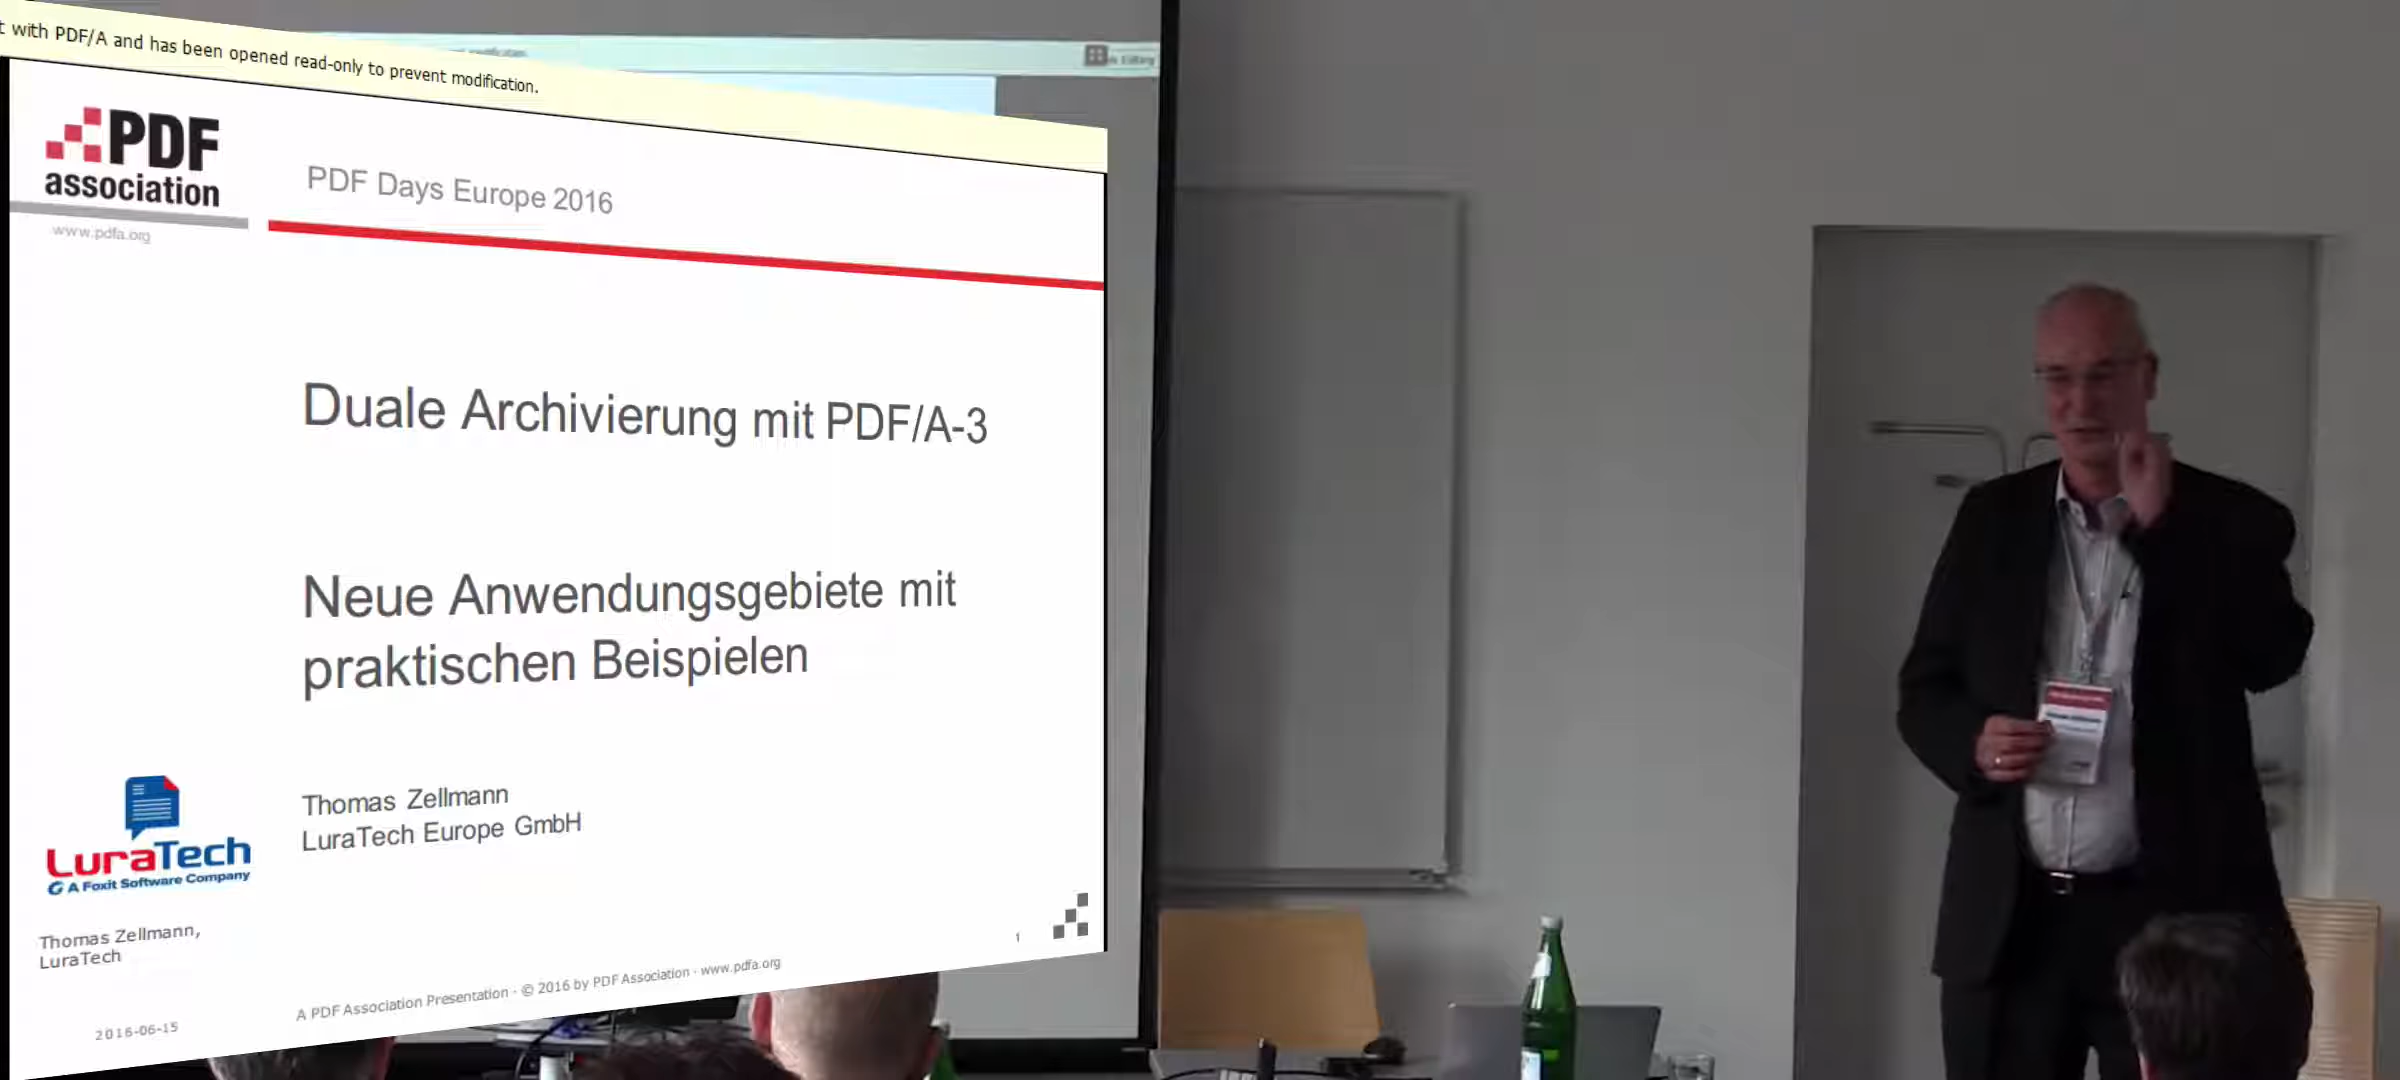 with PDF/A and has been opened read-only to prevent modification.
PDF
association
www.pdfa.org
PDF Days Europe 2016
Duale Archivierung mit PDF/A-3
Neue Anwendungsgebiete mit
praktischen Beispielen
Thomas Zellmann
LuraTech Europe GmbH
LuraTech
A Foxit Software Company
Thomas Zellmann,
LuraTech
2016-06-15
A PDF Association Presentation - © 2016 by PDF Association - www.pdfa.org
1